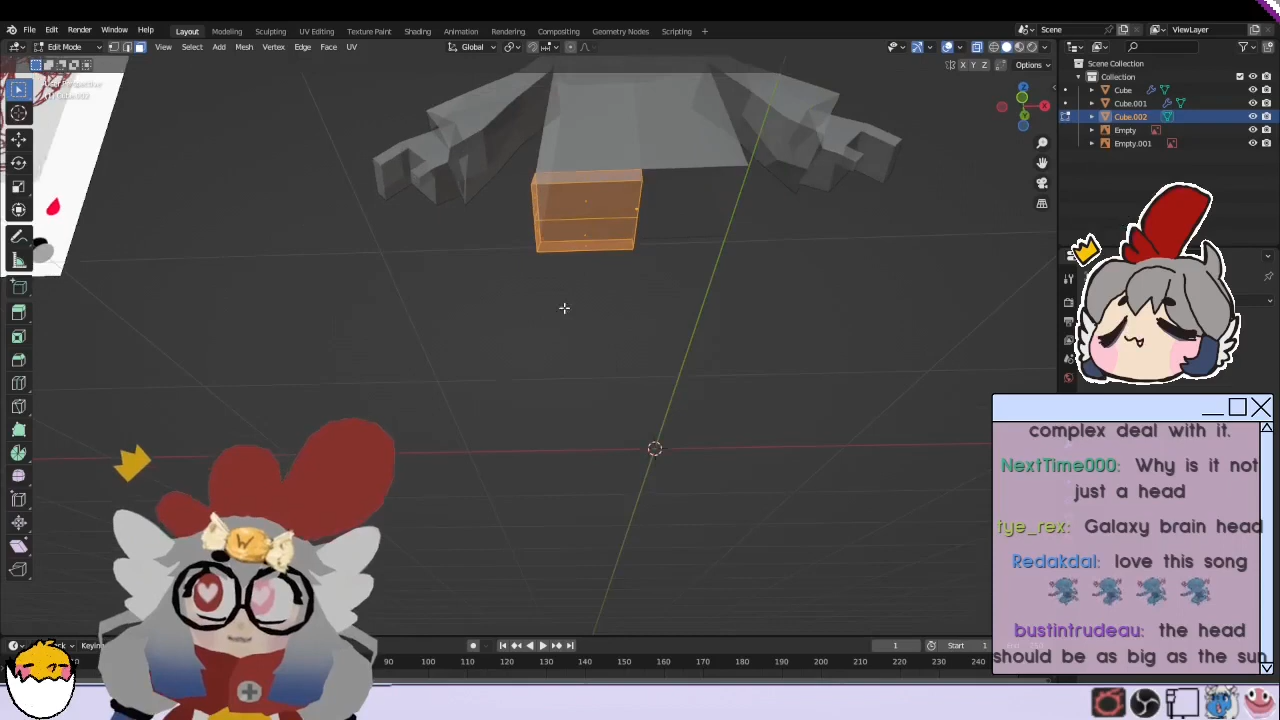 File Edit Render Window Help Layout Modeling Sculpting UV Editing Texture Paint Shading Animation Rendering Compositing Geometry Nodes Scripting + Scene ViewLayer
Edit Mode View Select Add Mesh Vertex Edge Face UV Global
X Y Z Options
Scene Collection
Collection
Cube
Cube.001
Cube.002
Empty
Empty.001
complex deal with it.
NextTime000: Why is it not
just a head
tye_rex: Galaxy brain head
Redakdal: love this song
bustintrudeau: the head
should be as big as the sun
W
1 Start 1
90 100 110 120 130 140 150 160 170 180 190 200 210 220 230